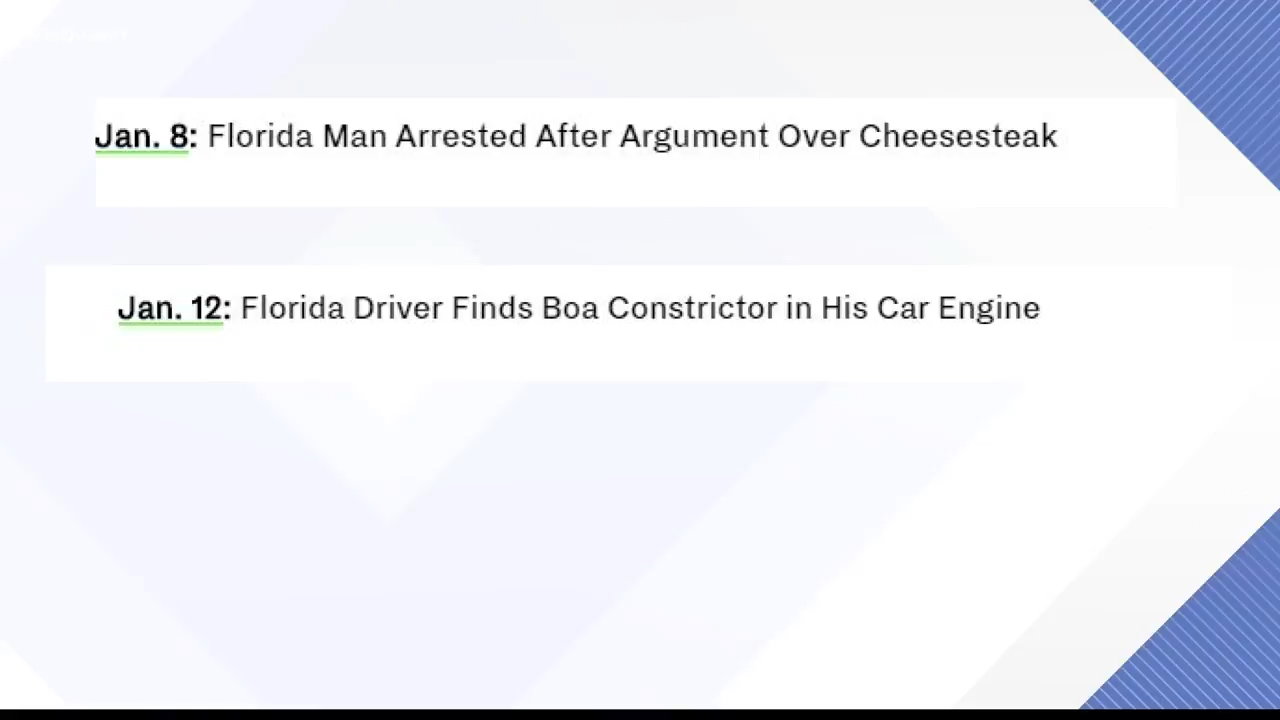 Jan. 8: Florida Man Arrested After Argument Over Cheesesteak
Jan. 12: Florida Driver Finds Boa Constrictor in His Car Engine